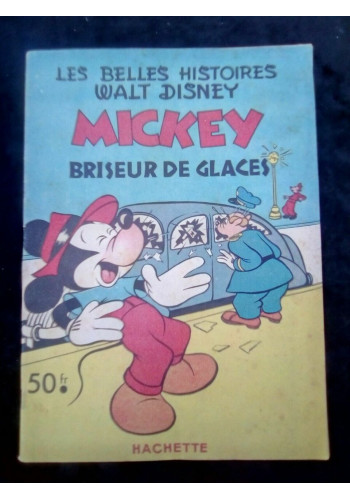 LES BELLES HISTOIRES
WALT DISNEY
MICKEY
BRISEUR DE GLACES
50 fr.
HACHETTE